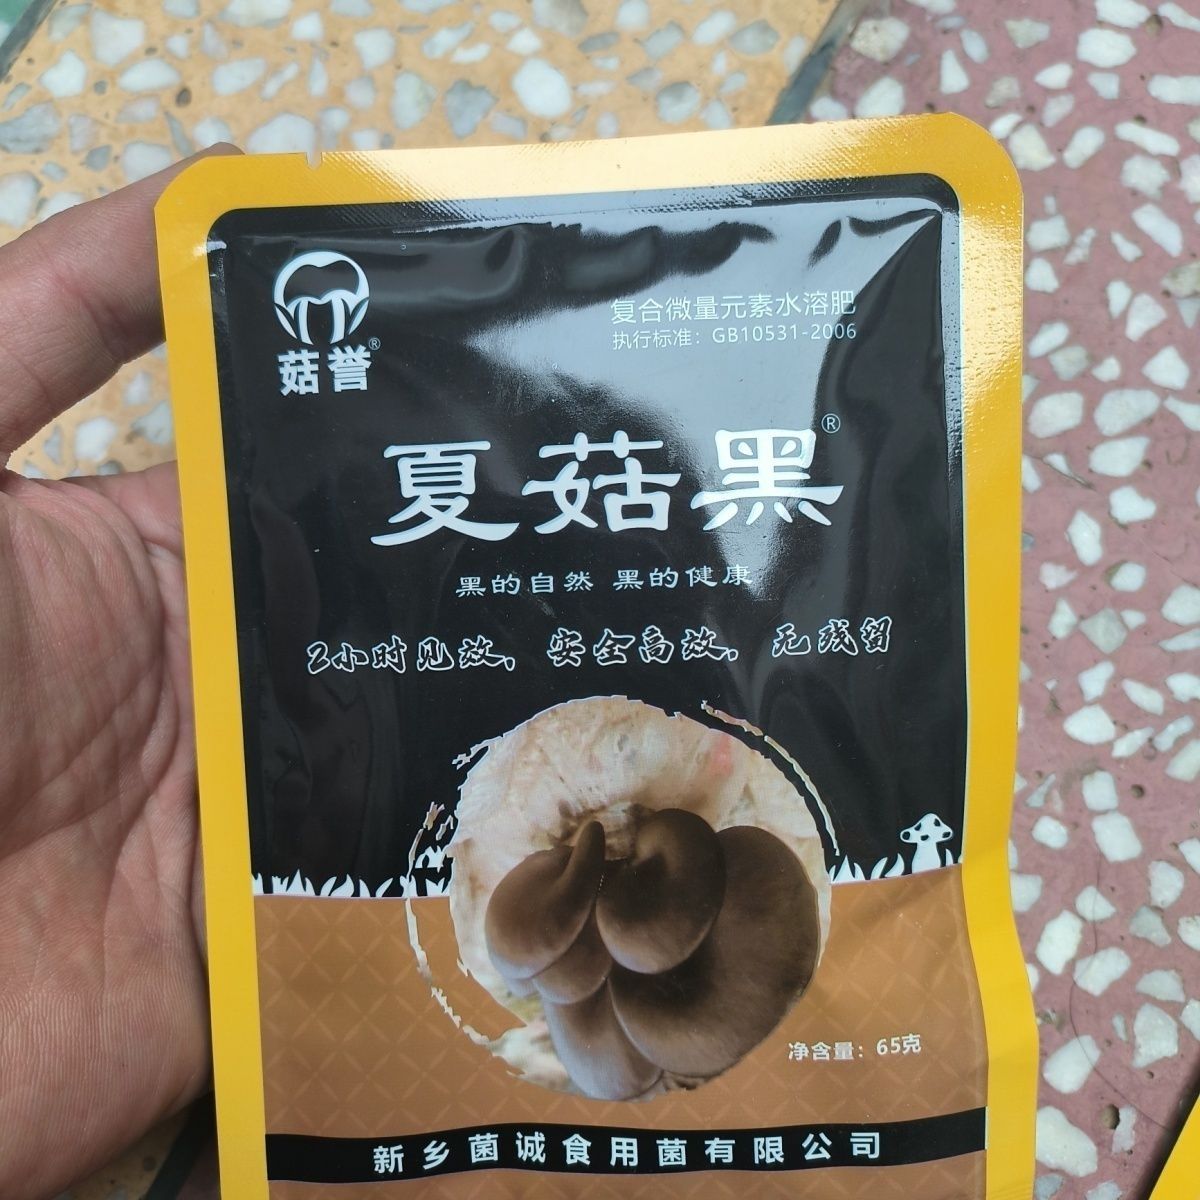 菇誉®
复合微量元素水溶肥
执行标准：GB10531-2006
夏菇黑®
黑的自然 黑的健康
2小时见效，安全高效，无残留
净含量：65克
新乡菌诚食用菌有限公司